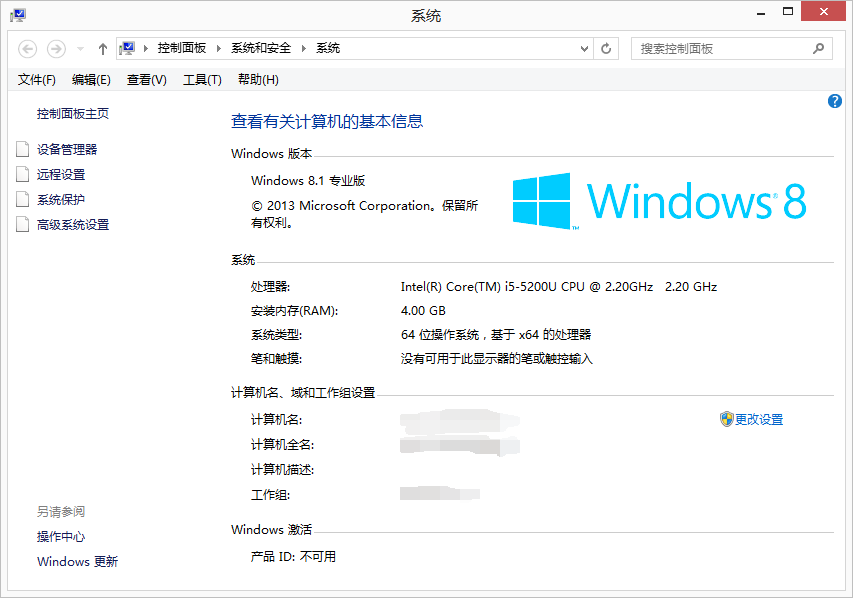 系统
控制面板 系统和安全 系统
搜索控制面板
文件(F) 编辑(E) 查看(V) 工具(T) 帮助(H)
控制面板主页
设备管理器
远程设置
系统保护
高级系统设置
查看有关计算机的基本信息
Windows 版本
Windows 8.1 专业版
© 2013 Microsoft Corporation。保留所
有权利。
Windows® 8
™
系统
处理器: Intel(R) Core(TM) i5-5200U CPU @ 2.20GHz 2.20 GHz
安装内存(RAM): 4.00 GB
系统类型: 64 位操作系统，基于 x64 的处理器
笔和触摸: 没有可用于此显示器的笔或触控输入
计算机名、域和工作组设置
计算机名: 更改设置
计算机全名:
计算机描述:
工作组:
Windows 激活
产品 ID: 不可用
另请参阅
操作中心
Windows 更新